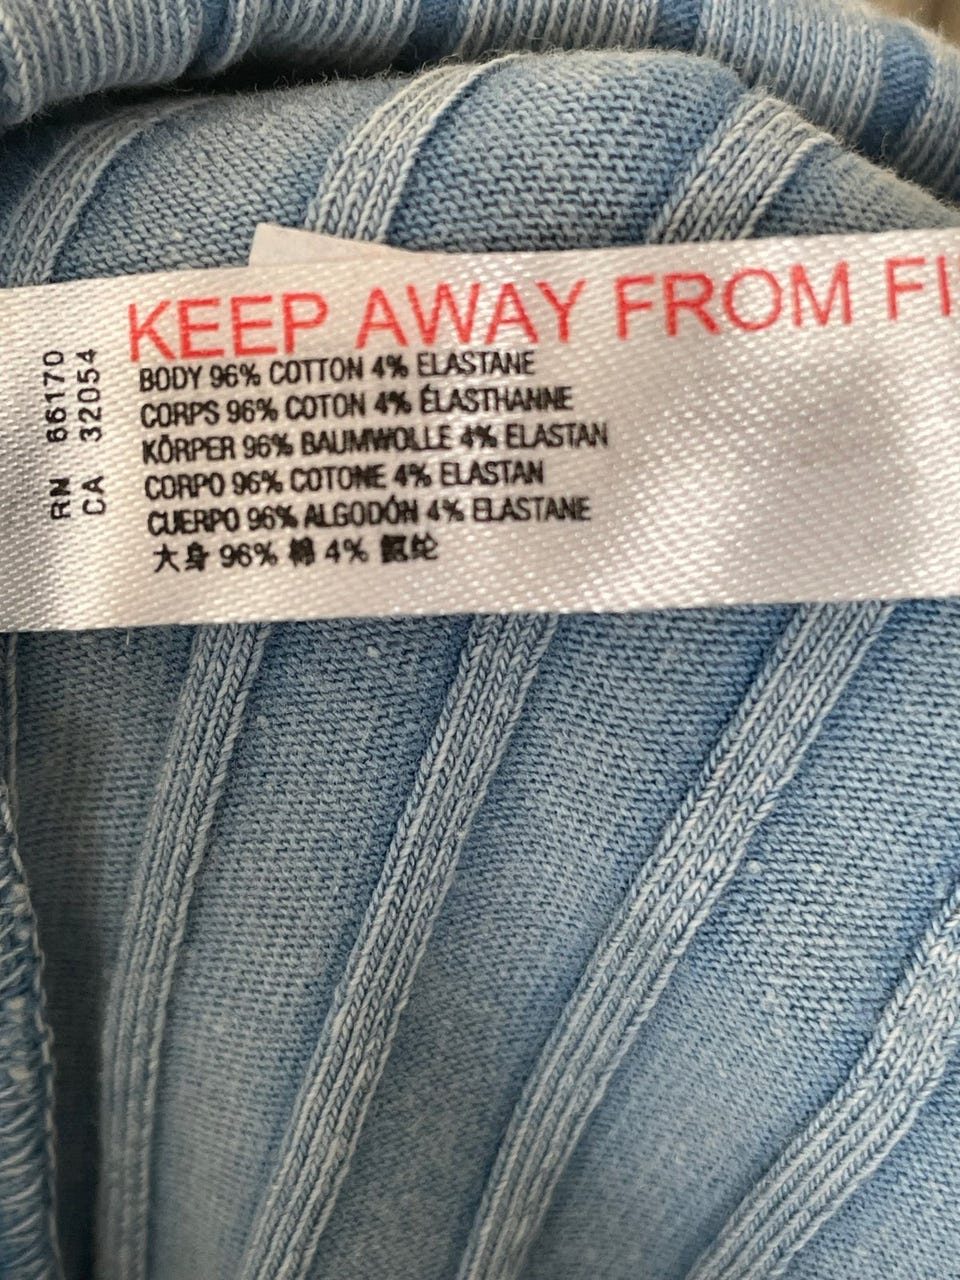 KEEP AWAY FROM FI
BODY 96% COTTON 4% ELASTANE
CORPS 96% COTON 4% ÉLASTHANNE
KÖRPER 96% BAUMWOLLE 4% ELASTAN
CORPO 96% COTONE 4% ELASTAN
CUERPO 96% ALGODÓN 4% ELASTANE
大身 96% 棉 4% 氨纶
RN 66170
CA 32054